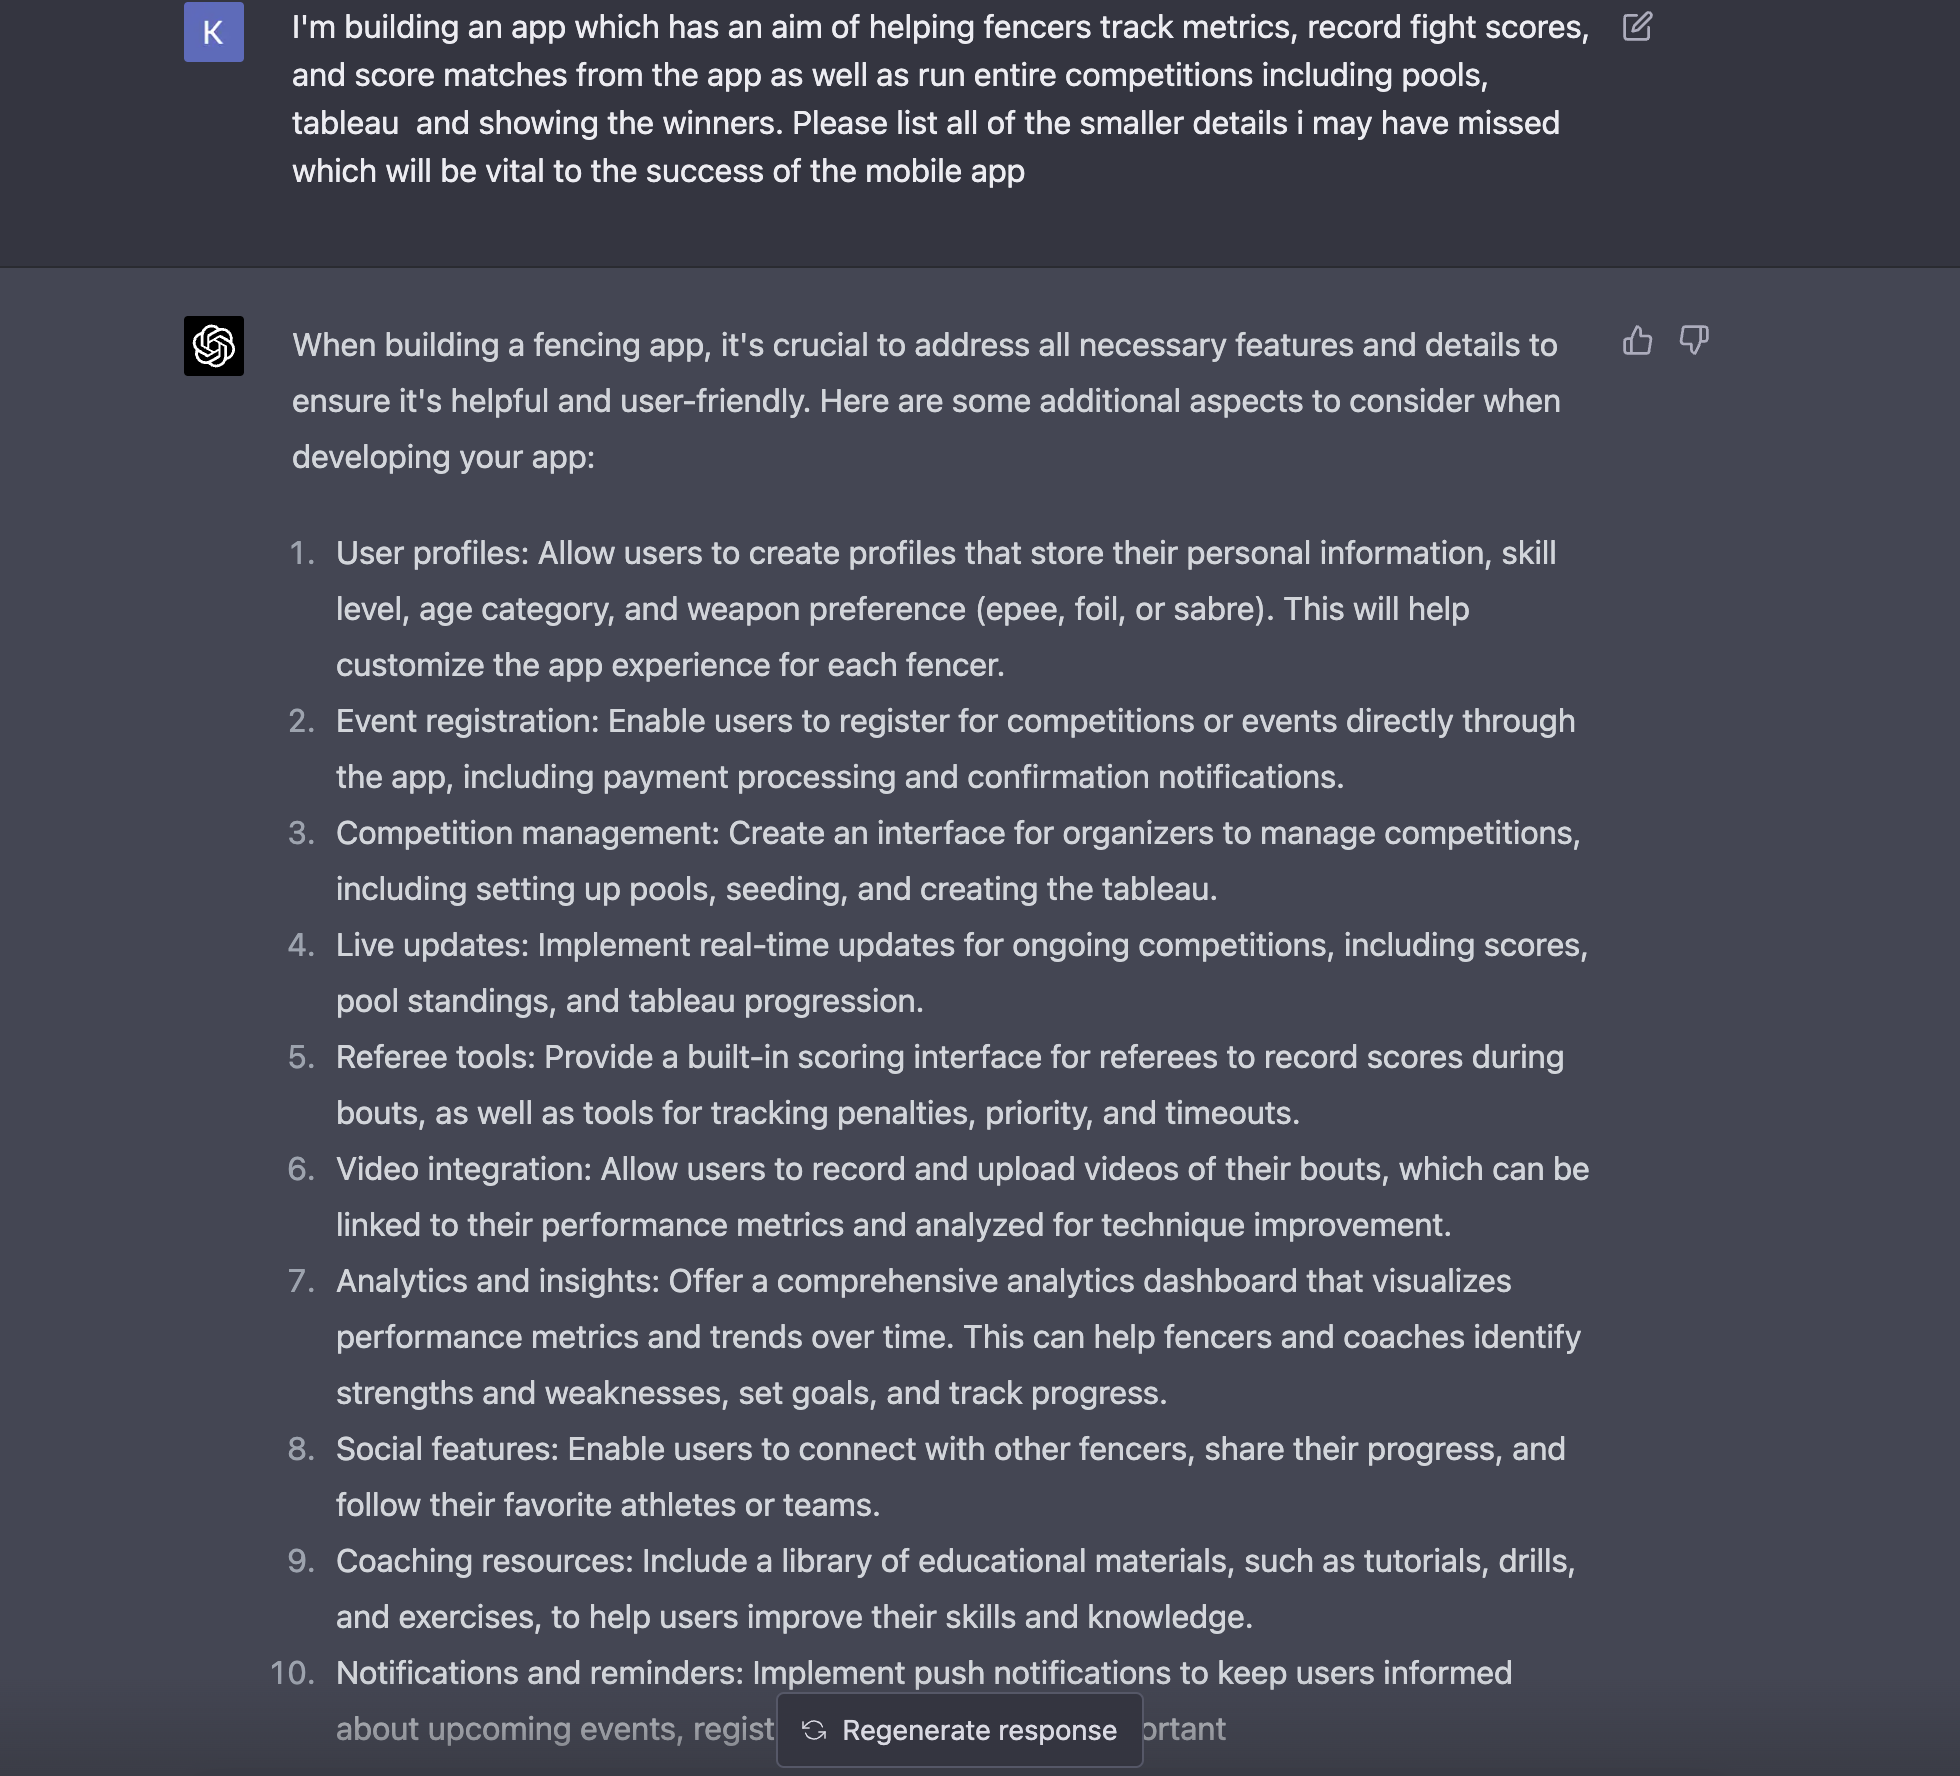 K
I'm building an app which has an aim of helping fencers track metrics, record fight scores,
and score matches from the app as well as run entire competitions including pools,
tableau  and showing the winners. Please list all of the smaller details i may have missed
which will be vital to the success of the mobile app
When building a fencing app, it's crucial to address all necessary features and details to
ensure it's helpful and user-friendly. Here are some additional aspects to consider when
developing your app:
1. User profiles: Allow users to create profiles that store their personal information, skill
level, age category, and weapon preference (epee, foil, or sabre). This will help
customize the app experience for each fencer.
2. Event registration: Enable users to register for competitions or events directly through
the app, including payment processing and confirmation notifications.
3. Competition management: Create an interface for organizers to manage competitions,
including setting up pools, seeding, and creating the tableau.
4. Live updates: Implement real-time updates for ongoing competitions, including scores,
pool standings, and tableau progression.
5. Referee tools: Provide a built-in scoring interface for referees to record scores during
bouts, as well as tools for tracking penalties, priority, and timeouts.
6. Video integration: Allow users to record and upload videos of their bouts, which can be
linked to their performance metrics and analyzed for technique improvement.
7. Analytics and insights: Offer a comprehensive analytics dashboard that visualizes
performance metrics and trends over time. This can help fencers and coaches identify
strengths and weaknesses, set goals, and track progress.
8. Social features: Enable users to connect with other fencers, share their progress, and
follow their favorite athletes or teams.
9. Coaching resources: Include a library of educational materials, such as tutorials, drills,
and exercises, to help users improve their skills and knowledge.
10. Notifications and reminders: Implement push notifications to keep users informed
about upcoming events,
Regenerate response